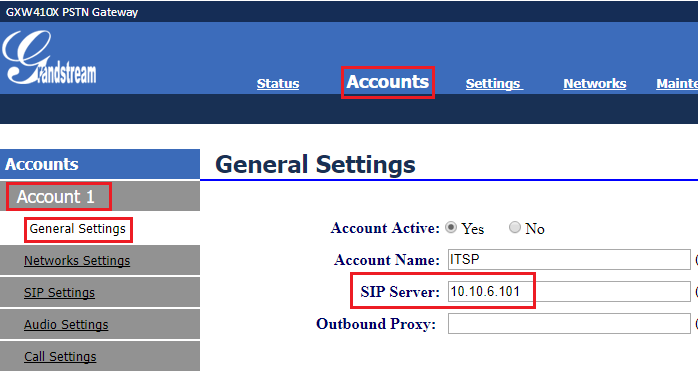 GXW410X PSTN Gateway
Grandstream
Status Accounts Settings Networks Mainte
Accounts
Account 1
General Settings
Networks Settings
SIP Settings
Audio Settings
Call Settings
General Settings
Account Active: Yes No
Account Name: ITSP (
SIP Server: 10.10.6.101 (
Outbound Proxy: (